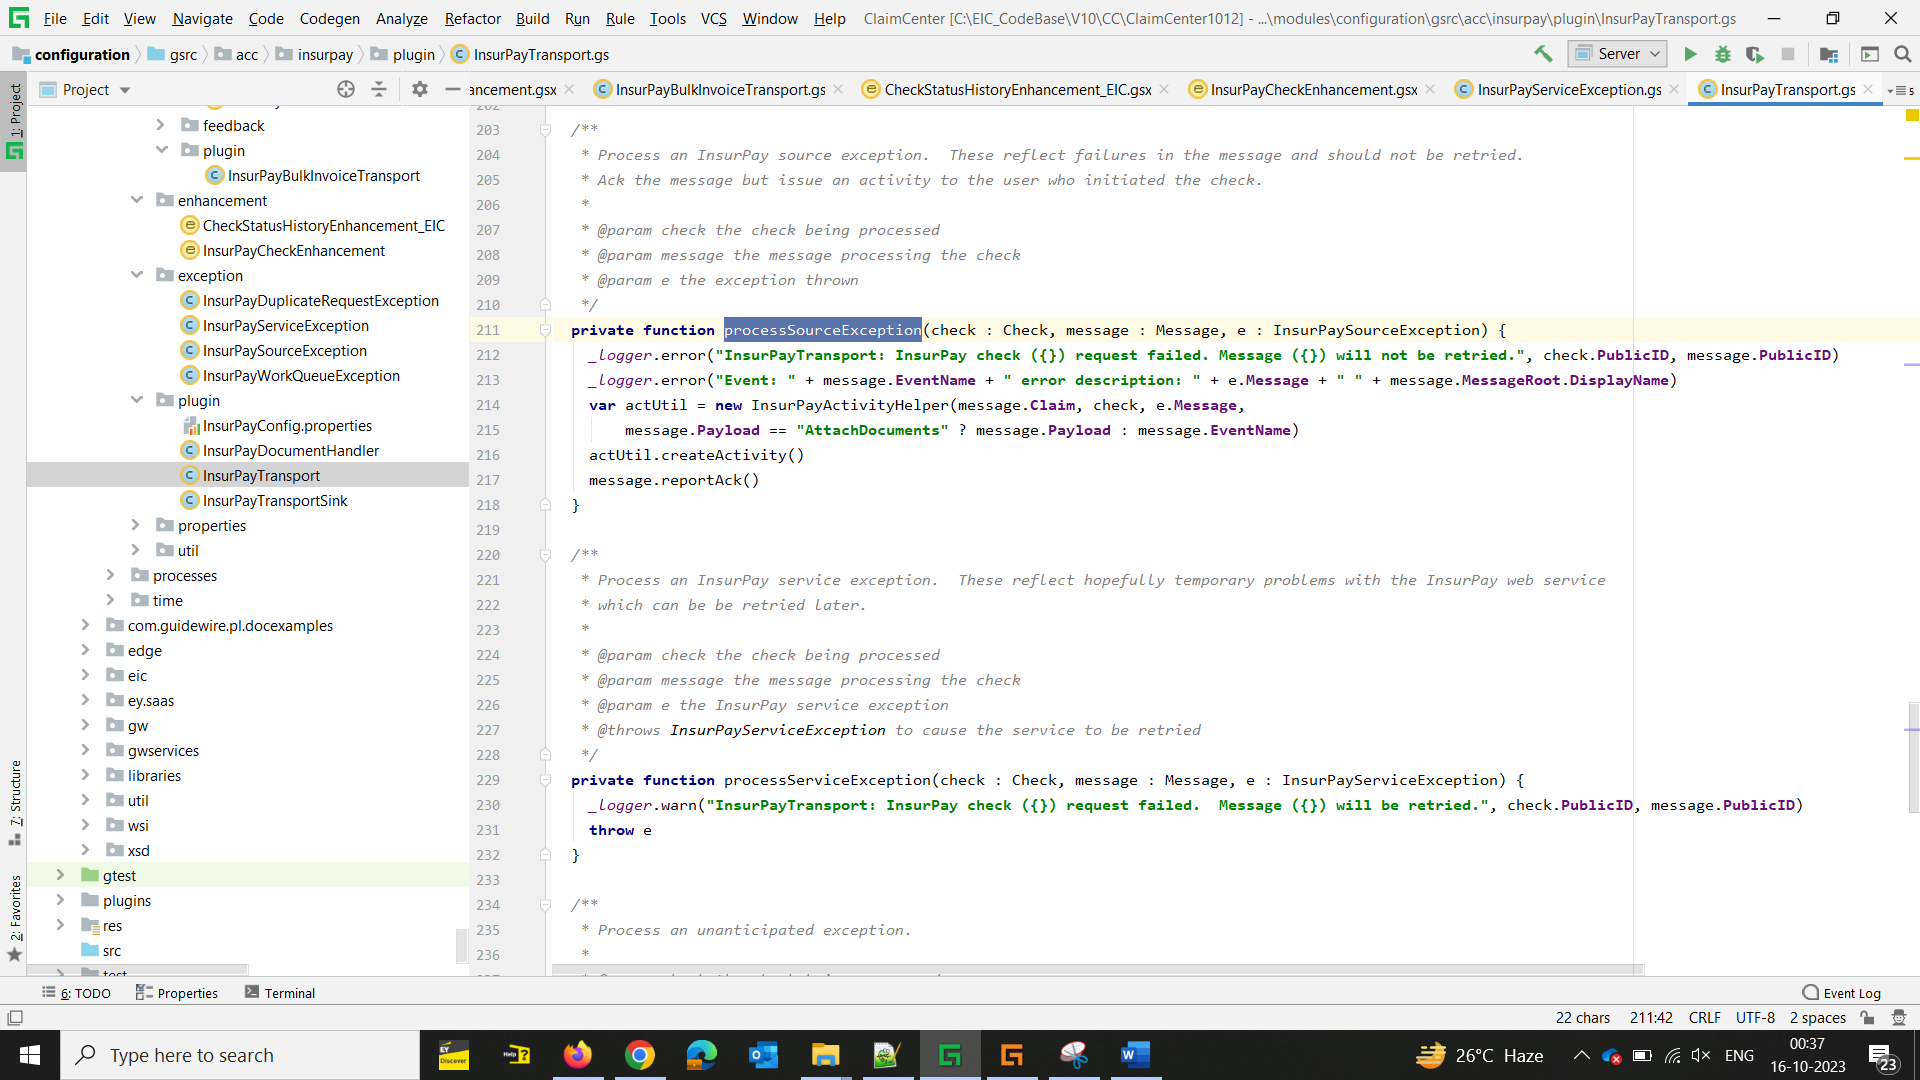 File Edit View Navigate Code Codegen Analyze Refactor Build Run Rule Tools VCS Window Help ClaimCenter [C:\EIC_CodeBase\V10\CC\ClaimCenter1012] - ...\modules\configuration\gsrc\acc\insurpay\plugin\InsurPayTransport.gs
configuration gsrc acc insurpay plugin InsurPayTransport.gs Server
Project ancement.gsx InsurPayBulkInvoiceTransport.gs CheckStatusHistoryEnhancement_EIC.gsx InsurPayCheckEnhancement.gsx InsurPayServiceException.gs InsurPayTransport.gs 5
1: Project
7: Structure
2: Favorites
feedback
plugin
InsurPayBulkInvoiceTransport
enhancement
CheckStatusHistoryEnhancement_EIC
InsurPayCheckEnhancement
exception
InsurPayDuplicateRequestException
InsurPayServiceException
InsurPaySourceException
InsurPayWorkQueueException
plugin
InsurPayConfig.properties
InsurPayDocumentHandler
InsurPayTransport
InsurPayTransportSink
properties
util
processes
time
com.guidewire.pl.docexamples
edge
eic
ey.saas
gw
gwservices
libraries
util
wsi
xsd
gtest
plugins
res
src
test
202
203 /**
204 * Process an InsurPay source exception.  These reflect failures in the message and should not be retried.
205 * Ack the message but issue an activity to the user who initiated the check.
206 *
207 * @param check the check being processed
208 * @param message the message processing the check
209 * @param e the exception thrown
210 */
211 private function processSourceException(check : Check, message : Message, e : InsurPaySourceException) {
212 _logger.error("InsurPayTransport: InsurPay check ({}) request failed. Message ({}) will not be retried.", check.PublicID, message.PublicID)
213 _logger.error("Event: " + message.EventName + " error description: " + e.Message + " " + message.MessageRoot.DisplayName)
214 var actUtil = new InsurPayActivityHelper(message.Claim, check, e.Message,
215 message.Payload == "AttachDocuments" ? message.Payload : message.EventName)
216 actUtil.createActivity()
217 message.reportAck()
218 }
219
220 /**
221 * Process an InsurPay service exception.  These reflect hopefully temporary problems with the InsurPay web service
222 * which can be be retried later.
223 *
224 * @param check the check being processed
225 * @param message the message processing the check
226 * @param e the InsurPay service exception
227 * @throws InsurPayServiceException to cause the service to be retried
228 */
229 private function processServiceException(check : Check, message : Message, e : InsurPayServiceException) {
230 _logger.warn("InsurPayTransport: InsurPay check ({}) request failed.  Message ({}) will be retried.", check.PublicID, message.PublicID)
231 throw e
232 }
233
234 /**
235 * Process an unanticipated exception.
236 *
6: TODO Properties Terminal Event Log
22 chars 211:42 CRLF UTF-8 2 spaces
Type here to search EY Discover Help ? 26°C Haze ENG 00:37
16-10-2023 23